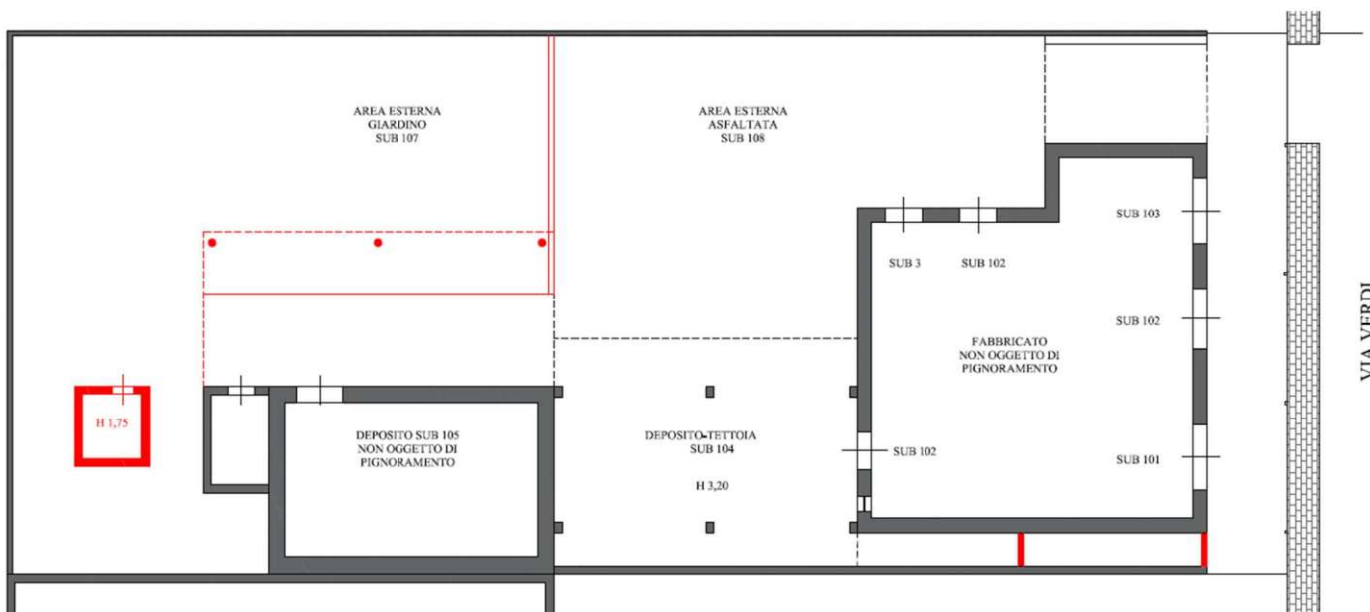 AREA ESTERNA
GIARDINO
SUB 107
AREA ESTERNA
ASFALTATA
SUB 108
SUB 103
SUB 3
SUB 102
SUB 102
FABBRICATO
NON OGGETTO DI
PIGNORAMENTO
VIA VERDI
H 1,75
DEPOSITO SUB 105
NON OGGETTO DI
PIGNORAMENTO
DEPOSITO-TETTOIA
SUB 104
H 3,20
SUB 102
SUB 101